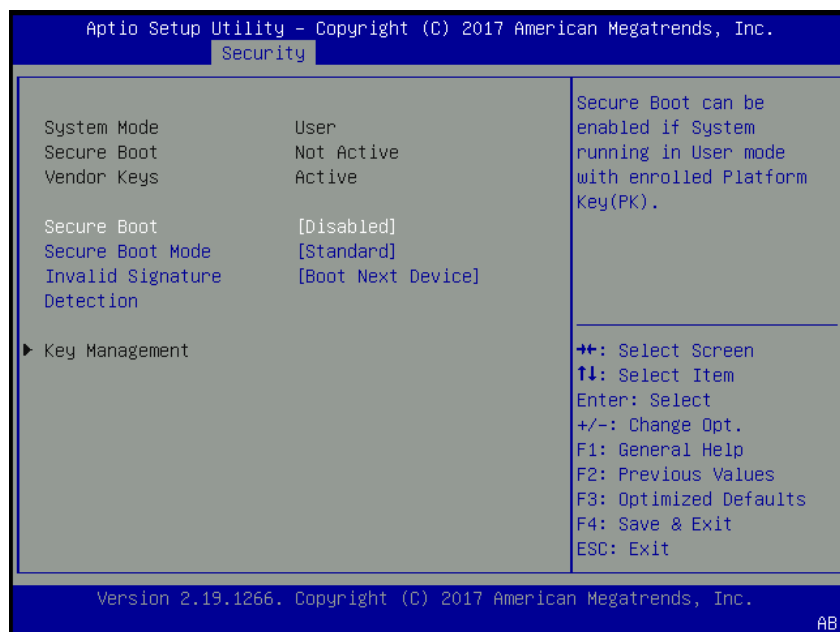 Aptio Setup Utility – Copyright (C) 2017 American Megatrends, Inc.
Security
System Mode User
Secure Boot Not Active
Vendor Keys Active
Secure Boot [Disabled]
Secure Boot Mode [Standard]
Invalid Signature [Boot Next Device]
Detection
Key Management
Secure Boot can be
enabled if System
running in User mode
with enrolled Platform
Key(PK).
→←: Select Screen
↑↓: Select Item
Enter: Select
+/-: Change Opt.
F1: General Help
F2: Previous Values
F3: Optimized Defaults
F4: Save & Exit
ESC: Exit
Version 2.19.1266. Copyright (C) 2017 American Megatrends, Inc.
AB